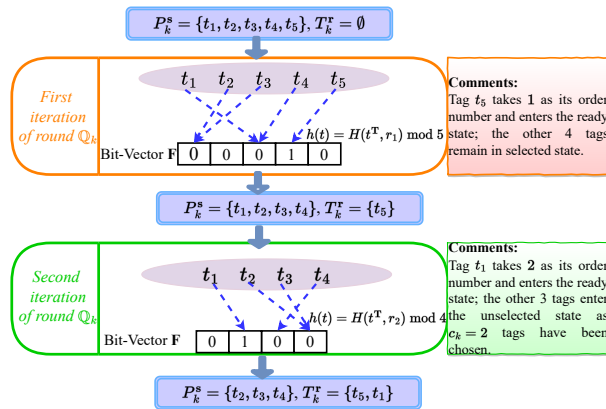 P_k^s = {t_1, t_2, t_3, t_4, t_5}, T_k^r = ∅
First
iteration
of round ℚ_k
t_1 t_2 t_3 t_4 t_5
h(t) = H(t^T, r_1) mod 5
Bit-Vector F 0 0 0 1 0
Comments:
Tag t_5 takes 1 as its order
number and enters the ready
state; the other 4 tags
remain in selected state.
P_k^s = {t_1, t_2, t_3, t_4}, T_k^r = {t_5}
Second
iteration
of round ℚ_k
t_1 t_2 t_3 t_4
h(t) = H(t^T, r_2) mod 4
Bit-Vector F 0 1 0 0
Comments:
Tag t_1 takes 2 as its order
number and enters the ready
state; the other 3 tags enter
the unselected state as
c_k = 2 tags have been
chosen.
P_k^s = {t_2, t_3, t_4}, T_k^r = {t_5, t_1}